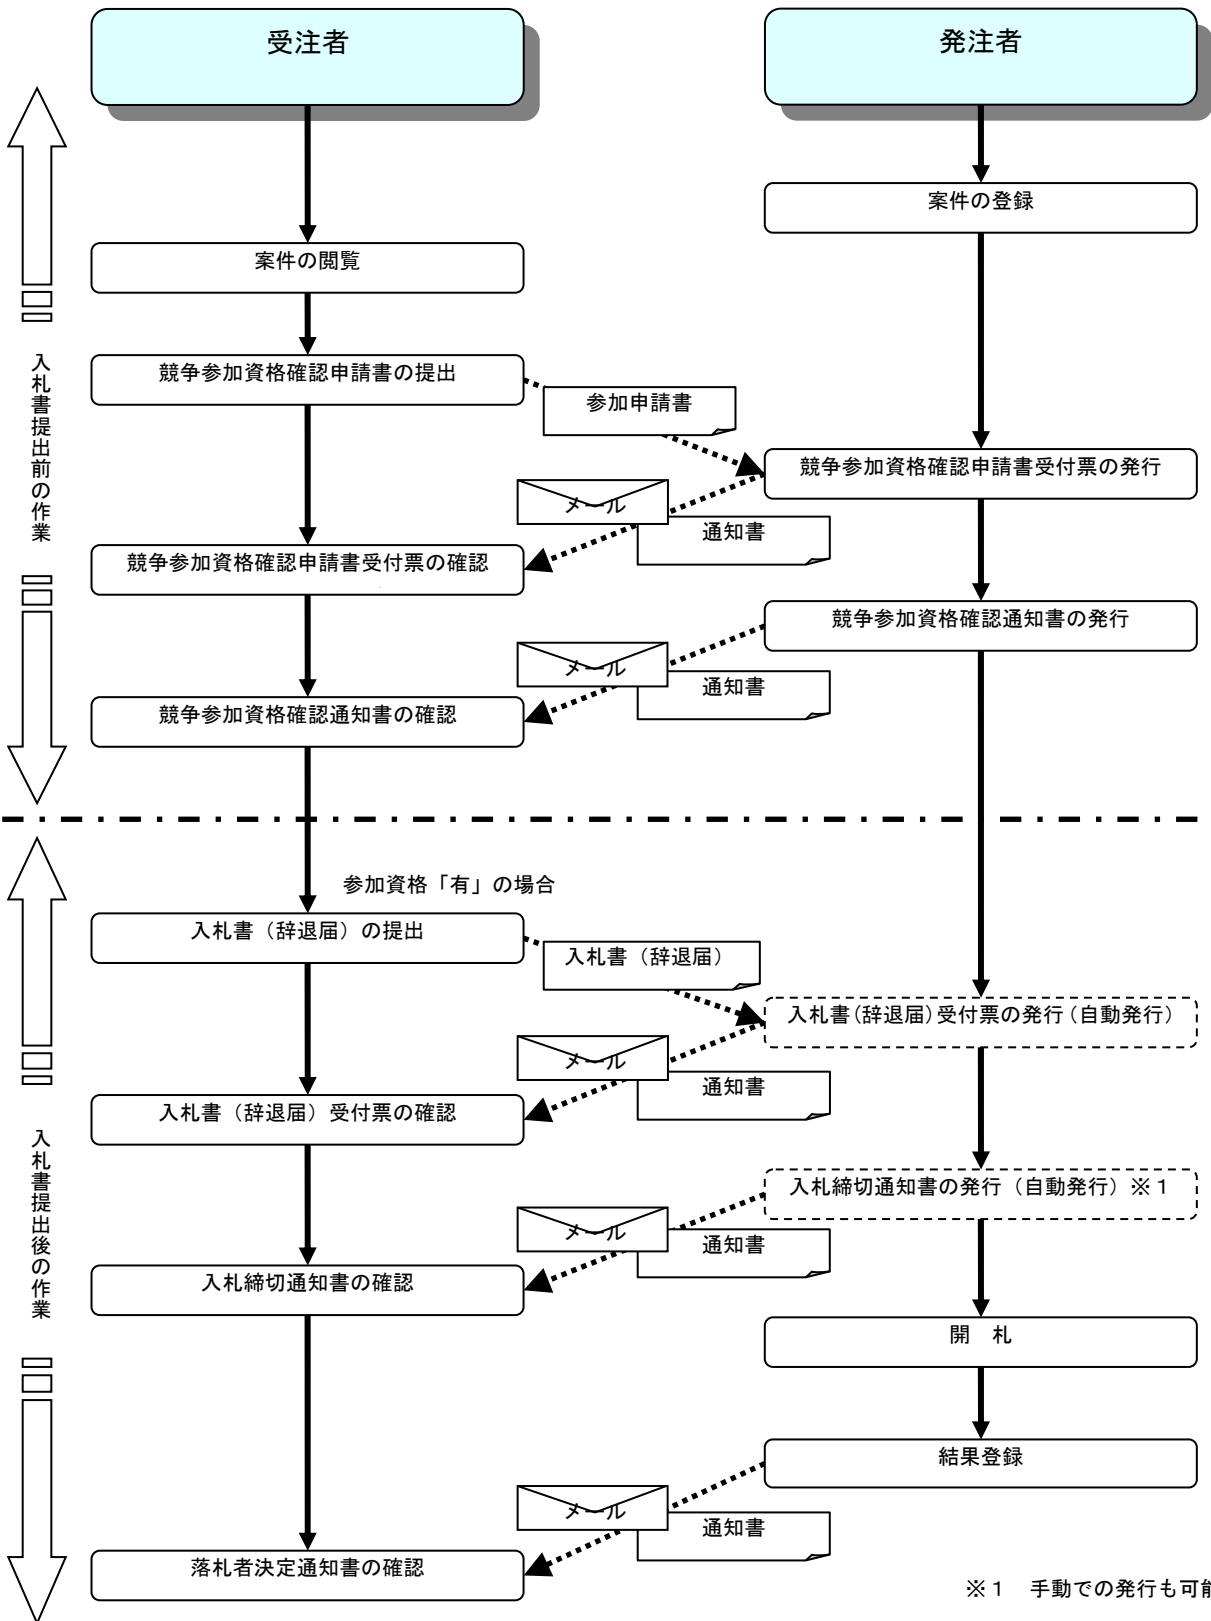 受注者
発注者
案件の登録
案件の閲覧
入札書提出前の作業
競争参加資格確認申請書の提出
参加申請書
競争参加資格確認申請書受付票の発行
メール
通知書
競争参加資格確認申請書受付票の確認
競争参加資格確認通知書の発行
メール
通知書
競争参加資格確認通知書の確認
参加資格「有」の場合
入札書（辞退届）の提出
入札書（辞退届）
入札書（辞退届）受付票の発行（自動発行）
メール
通知書
入札書（辞退届）受付票の確認
入札書提出後の作業
入札締切通知書の発行（自動発行）※１
メール
通知書
入札締切通知書の確認
開　札
結果登録
メール
通知書
落札者決定通知書の確認
※１　手動での発行も可能